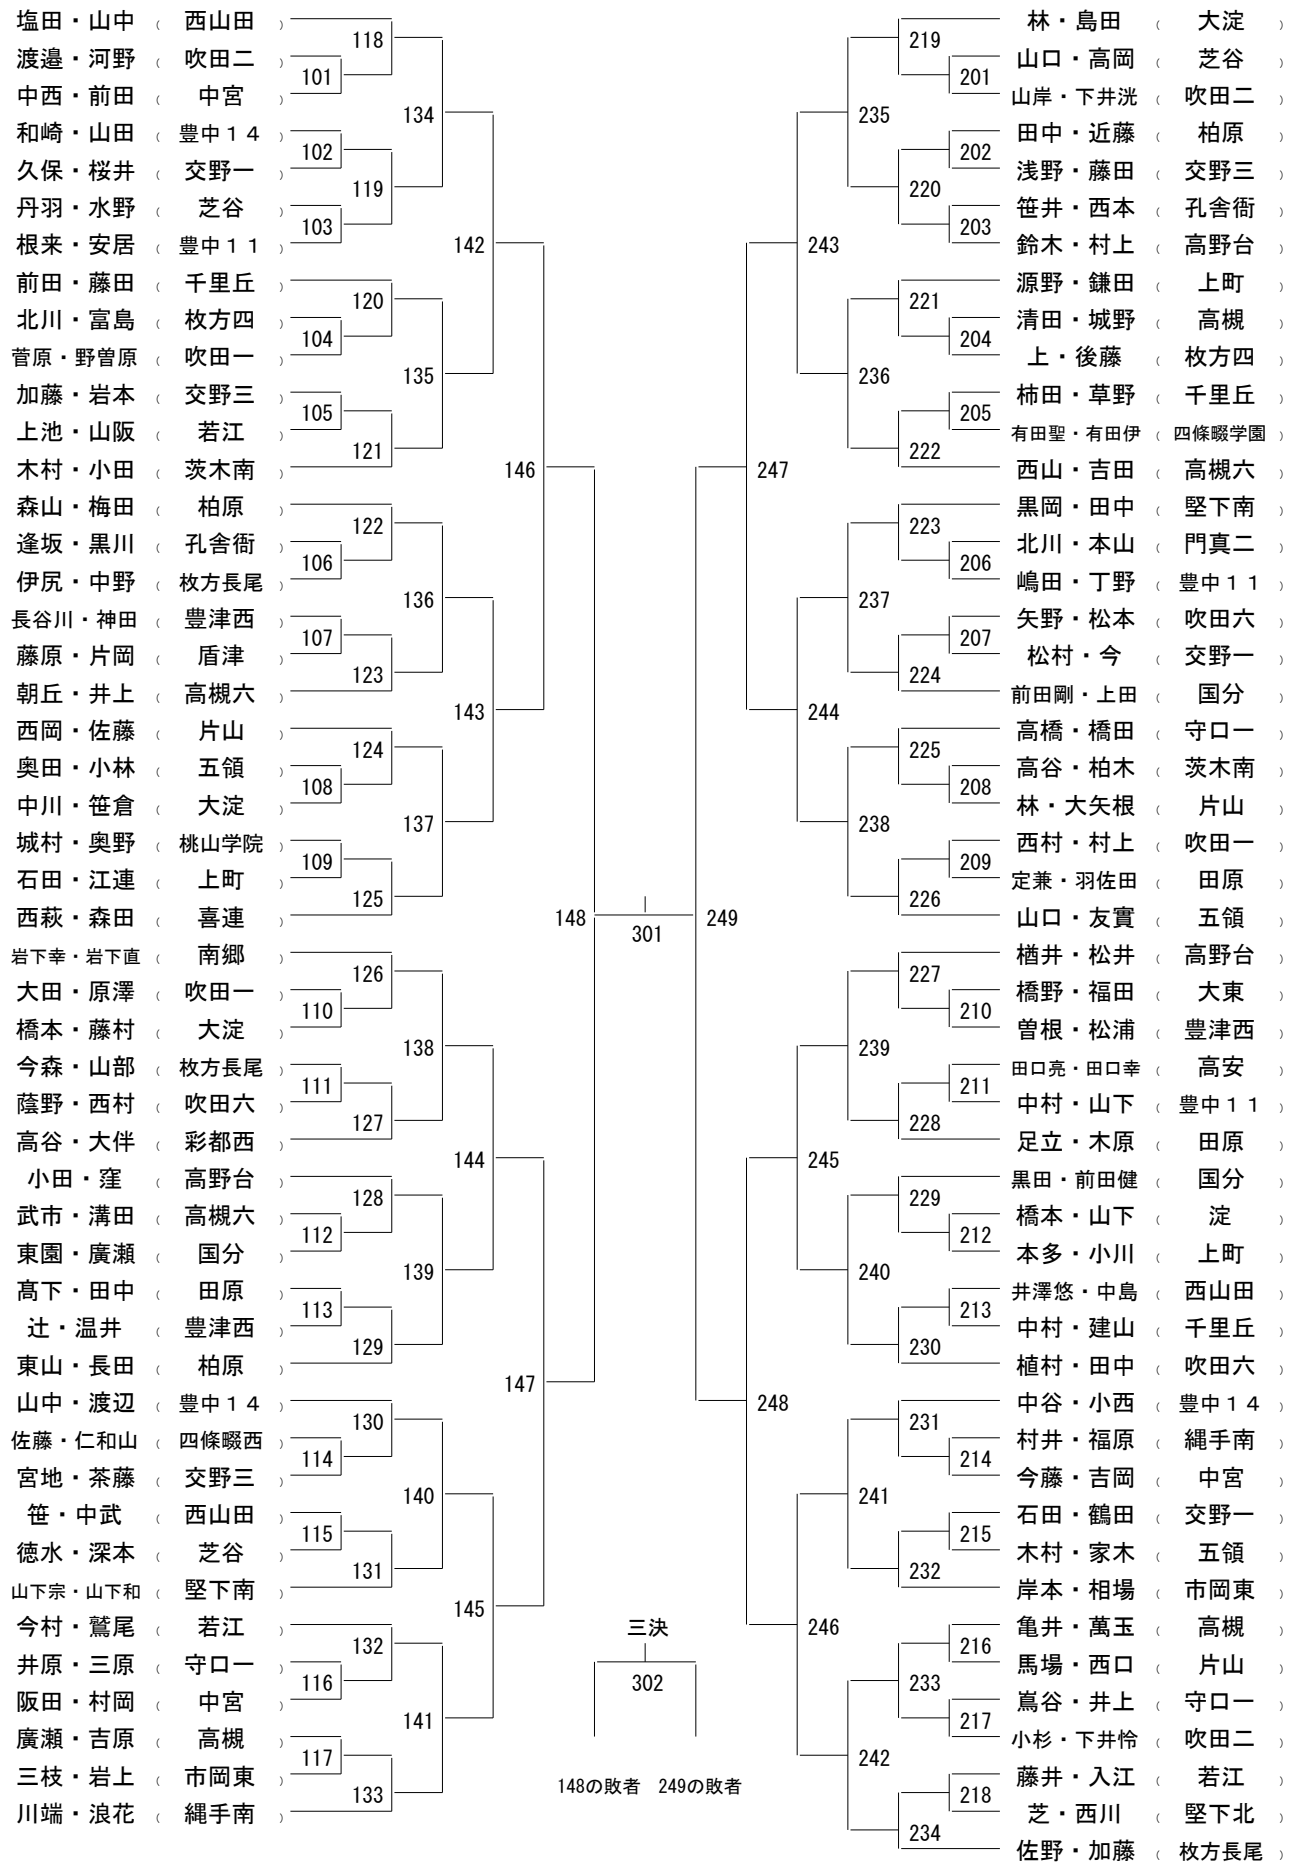 塩田・山中（ 西山田 ）
渡邉・河野（ 吹田二 ）
中西・前田（ 中宮 ）
和崎・山田（ 豊中１４ ）
久保・桜井（ 交野一 ）
丹羽・水野（ 芝谷 ）
根来・安居（ 豊中１１ ）
前田・藤田（ 千里丘 ）
北川・富島（ 枚方四 ）
菅原・野曽原（ 吹田一 ）
加藤・岩本（ 交野三 ）
上池・山阪（ 若江 ）
木村・小田（ 茨木南 ）
森山・梅田（ 柏原 ）
逢坂・黒川（ 孔舎衙 ）
伊尻・中野（ 枚方長尾 ）
長谷川・神田（ 豊津西 ）
藤原・片岡（ 盾津 ）
朝丘・井上（ 高槻六 ）
西岡・佐藤（ 片山 ）
奥田・小林（ 五領 ）
中川・笹倉（ 大淀 ）
城村・奥野（ 桃山学院 ）
石田・江連（ 上町 ）
西萩・森田（ 喜連 ）
岩下幸・岩下直（ 南郷 ）
大田・原澤（ 吹田一 ）
橋本・藤村（ 大淀 ）
今森・山部（ 枚方長尾 ）
蔭野・西村（ 吹田六 ）
高谷・大伴（ 彩都西 ）
小田・窪（ 高野台 ）
武市・溝田（ 高槻六 ）
東園・廣瀬（ 国分 ）
髙下・田中（ 田原 ）
辻・温井（ 豊津西 ）
東山・長田（ 柏原 ）
山中・渡辺（ 豊中１４ ）
佐藤・仁和山（ 四條畷西 ）
宮地・茶藤（ 交野三 ）
笹・中武（ 西山田 ）
徳水・深本（ 芝谷 ）
山下宗・山下和（ 堅下南 ）
今村・鷲尾（ 若江 ）
井原・三原（ 守口一 ）
阪田・村岡（ 中宮 ）
廣瀬・吉原（ 高槻 ）
三枝・岩上（ 市岡東 ）
川端・浪花（ 縄手南 ）
101
102
103
104
105
106
107
108
109
110
111
112
113
114
115
116
117
118
119
120
121
122
123
124
125
126
127
128
129
130
131
132
133
134
135
136
137
138
139
140
141
142
143
144
145
146
147
148
301
三決
302
148の敗者　249の敗者
249
247
248
243
244
245
246
235
236
237
238
239
240
241
242
219
220
221
222
223
224
225
226
227
228
229
230
231
232
233
234
201
202
203
204
205
206
207
208
209
210
211
212
213
214
215
216
217
218
林・島田（ 大淀 ）
山口・高岡（ 芝谷 ）
山岸・下井洸（ 吹田二 ）
田中・近藤（ 柏原 ）
浅野・藤田（ 交野三 ）
笹井・西本（ 孔舎衙 ）
鈴木・村上（ 高野台 ）
源野・鎌田（ 上町 ）
清田・城野（ 高槻 ）
上・後藤（ 枚方四 ）
柿田・草野（ 千里丘 ）
有田聖・有田伊（ 四條畷学園 ）
西山・吉田（ 高槻六 ）
黒岡・田中（ 堅下南 ）
北川・本山（ 門真二 ）
嶋田・丁野（ 豊中１１ ）
矢野・松本（ 吹田六 ）
松村・今（ 交野一 ）
前田剛・上田（ 国分 ）
高橋・橋田（ 守口一 ）
高谷・柏木（ 茨木南 ）
林・大矢根（ 片山 ）
西村・村上（ 吹田一 ）
定兼・羽佐田（ 田原 ）
山口・友實（ 五領 ）
楢井・松井（ 高野台 ）
橋野・福田（ 大東 ）
曽根・松浦（ 豊津西 ）
田口亮・田口幸（ 高安 ）
中村・山下（ 豊中１１ ）
足立・木原（ 田原 ）
黒田・前田健（ 国分 ）
橋本・山下（ 淀 ）
本多・小川（ 上町 ）
井澤悠・中島（ 西山田 ）
中村・建山（ 千里丘 ）
植村・田中（ 吹田六 ）
中谷・小西（ 豊中１４ ）
村井・福原（ 縄手南 ）
今藤・吉岡（ 中宮 ）
石田・鶴田（ 交野一 ）
木村・家木（ 五領 ）
岸本・相場（ 市岡東 ）
亀井・萬玉（ 高槻 ）
馬場・西口（ 片山 ）
嶌谷・井上（ 守口一 ）
小杉・下井怜（ 吹田二 ）
藤井・入江（ 若江 ）
芝・西川（ 堅下北 ）
佐野・加藤（ 枚方長尾 ）